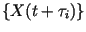 {X(t + τ_i)}